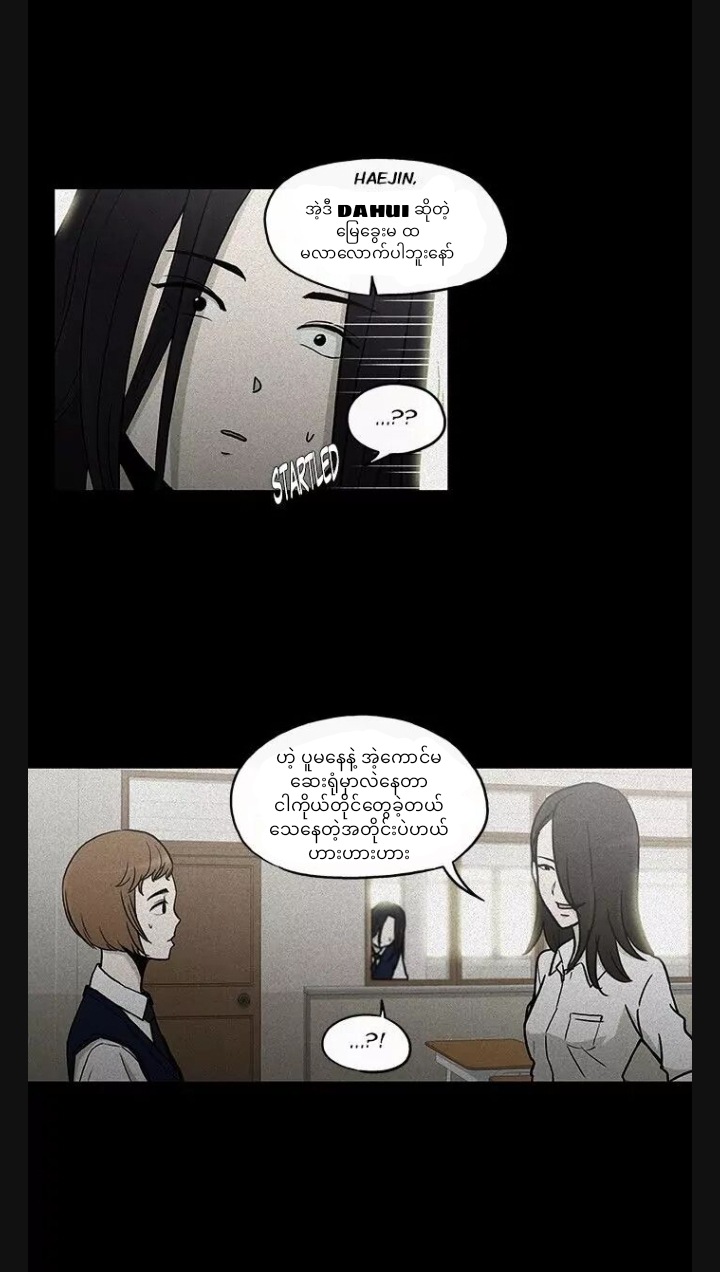 HAEJIN,
အဲ့ဒီ DAHUI ဆိုတဲ့
မြေခွေးမ ထ
မလာလောက်ပါဘူးနော်
...??
STARTLED
ဟဲ့ ပူမနေနဲ့ အဲ့ကောင်မ
ဆေးရုံမှာလဲနေတာ
ငါကိုယ်တိုင်တွေ့ခဲ့တယ်
သေနေတဲ့အတိုင်းပဲဟယ်
ဟားဟားဟား
...?!